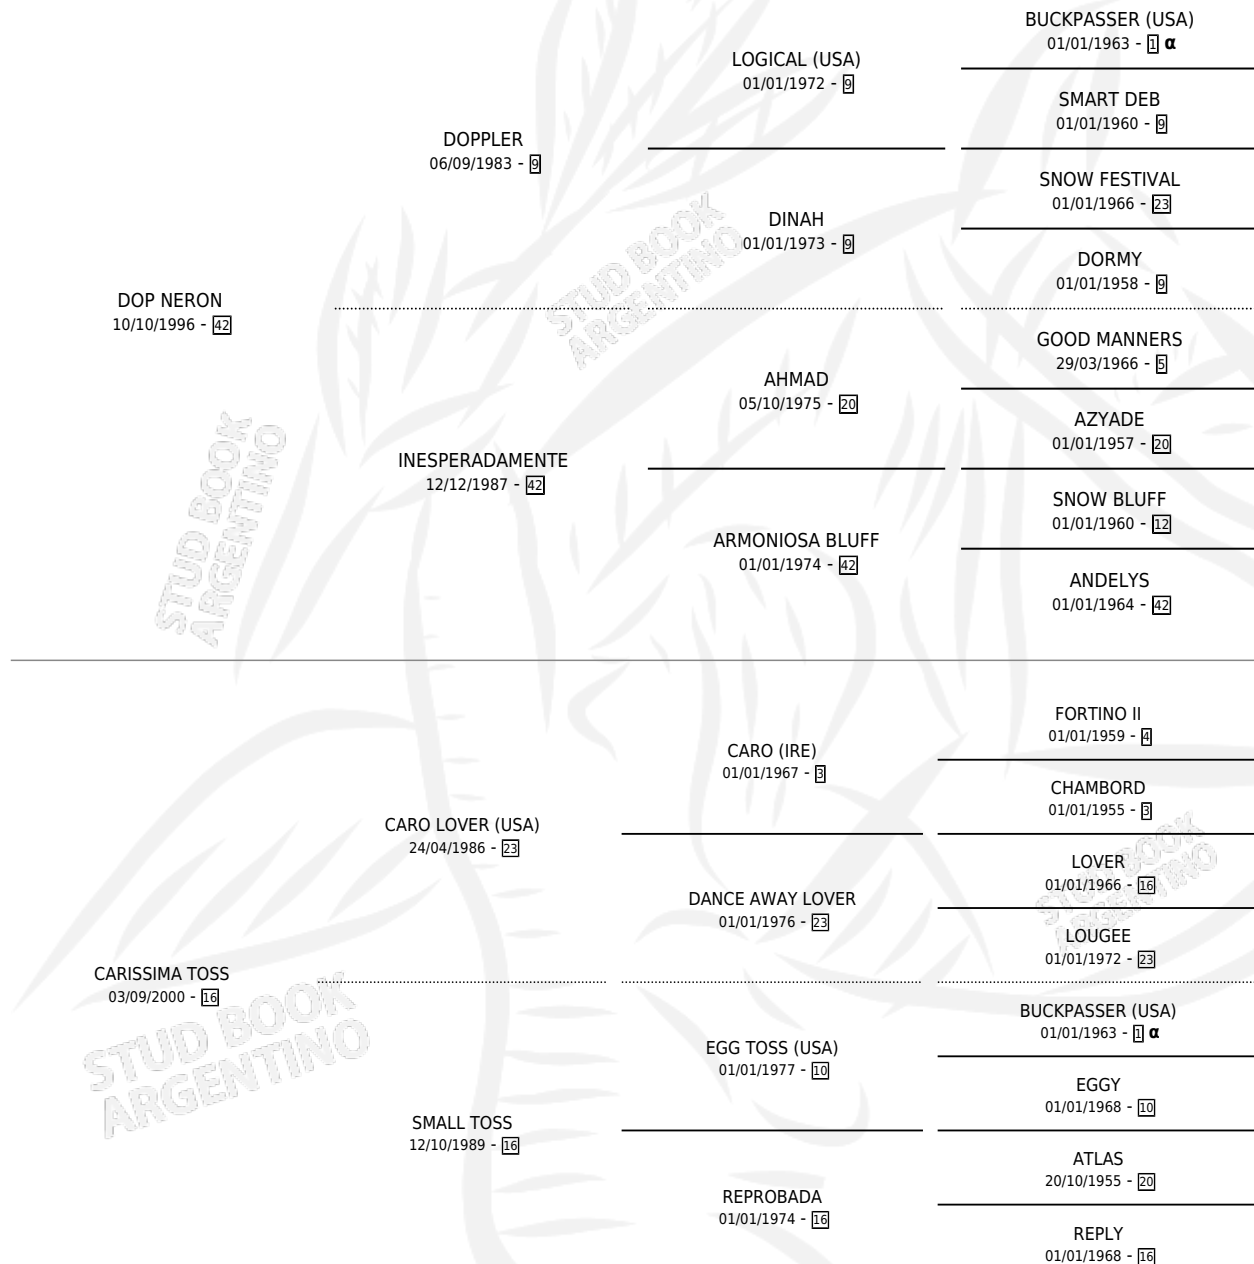 BUCKPASSER (USA)
01/01/1963 - 1 α
LOGICAL (USA)
01/01/1972 - 9
SMART DEB
01/01/1960 - 9
DOPPLER
06/09/1983 - 9
SNOW FESTIVAL
01/01/1966 - 23
DINAH
01/01/1973 - 9
DORMY
01/01/1958 - 9
DOP NERON
10/10/1996 - 42
GOOD MANNERS
29/03/1966 - 5
AHMAD
05/10/1975 - 20
AZYADE
01/01/1957 - 20
INESPERADAMENTE
12/12/1987 - 42
SNOW BLUFF
01/01/1960 - 12
ARMONIOSA BLUFF
01/01/1974 - 42
ANDELYS
01/01/1964 - 42
FORTINO II
01/01/1959 - 4
CARO (IRE)
01/01/1967 - 3
CHAMBORD
01/01/1955 - 3
CARO LOVER (USA)
24/04/1986 - 23
LOVER
01/01/1966 - 16
DANCE AWAY LOVER
01/01/1976 - 23
LOUGEE
01/01/1972 - 23
CARISSIMA TOSS
03/09/2000 - 16
BUCKPASSER (USA)
01/01/1963 - 1 α
EGG TOSS (USA)
01/01/1977 - 10
EGGY
01/01/1968 - 10
SMALL TOSS
12/10/1989 - 16
ATLAS
20/10/1955 - 20
REPROBADA
01/01/1974 - 16
REPLY
01/01/1968 - 16
STUD BOOK
ARGENTINO
STUD BOOK
ARGENTINO
STUD BOOK
ARGENTINO
STUD BOOK
ARGENTINO